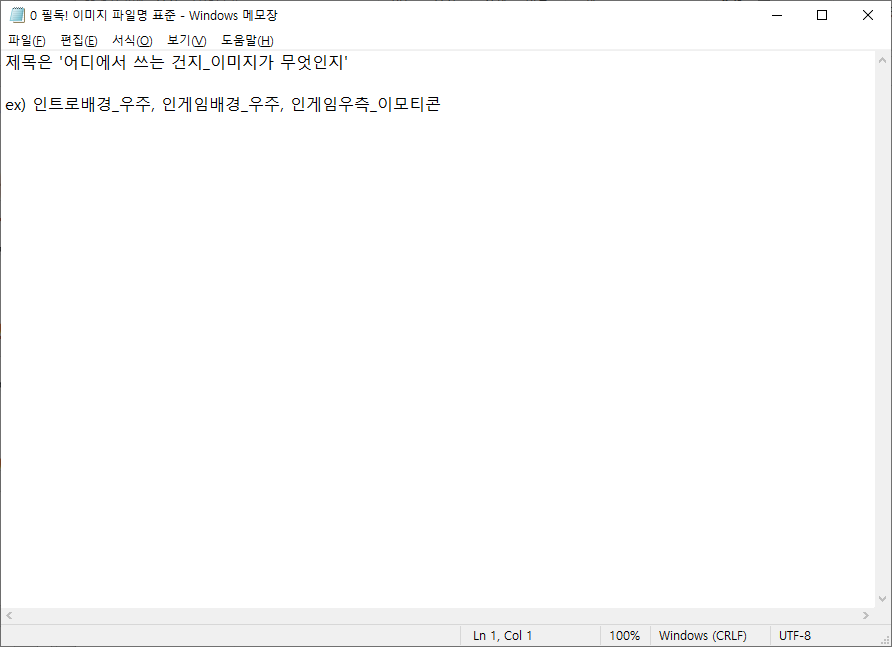 0 필독! 이미지 파일명 표준 - Windows 메모장
파일(F) 편집(E) 서식(O) 보기(V) 도움말(H)
제목은 '어디에서 쓰는 건지_이미지가 무엇인지'
ex) 인트로배경_우주, 인게임배경_우주, 인게임우측_이모티콘
Ln 1, Col 1 100% Windows (CRLF) UTF-8